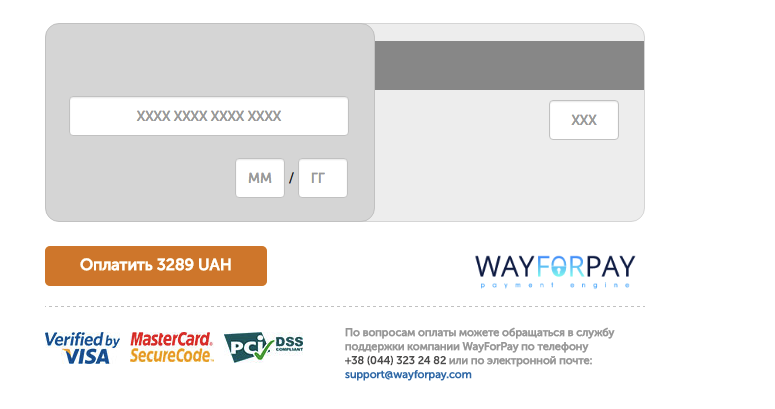 XXXX XXXX XXXX XXXX
XXX
ММ / ГГ
Оплатить 3289 UAH
WAYFORPAY
payment engine
Verified by
VISA
MasterCard.
SecureCode.
PCI DSS
COMPLIANT
По вопросам оплаты можете обращаться в службу
поддержки компании WayForPay по телефону
+38 (044) 323 24 82 или по электронной почте:
support@wayforpay.com